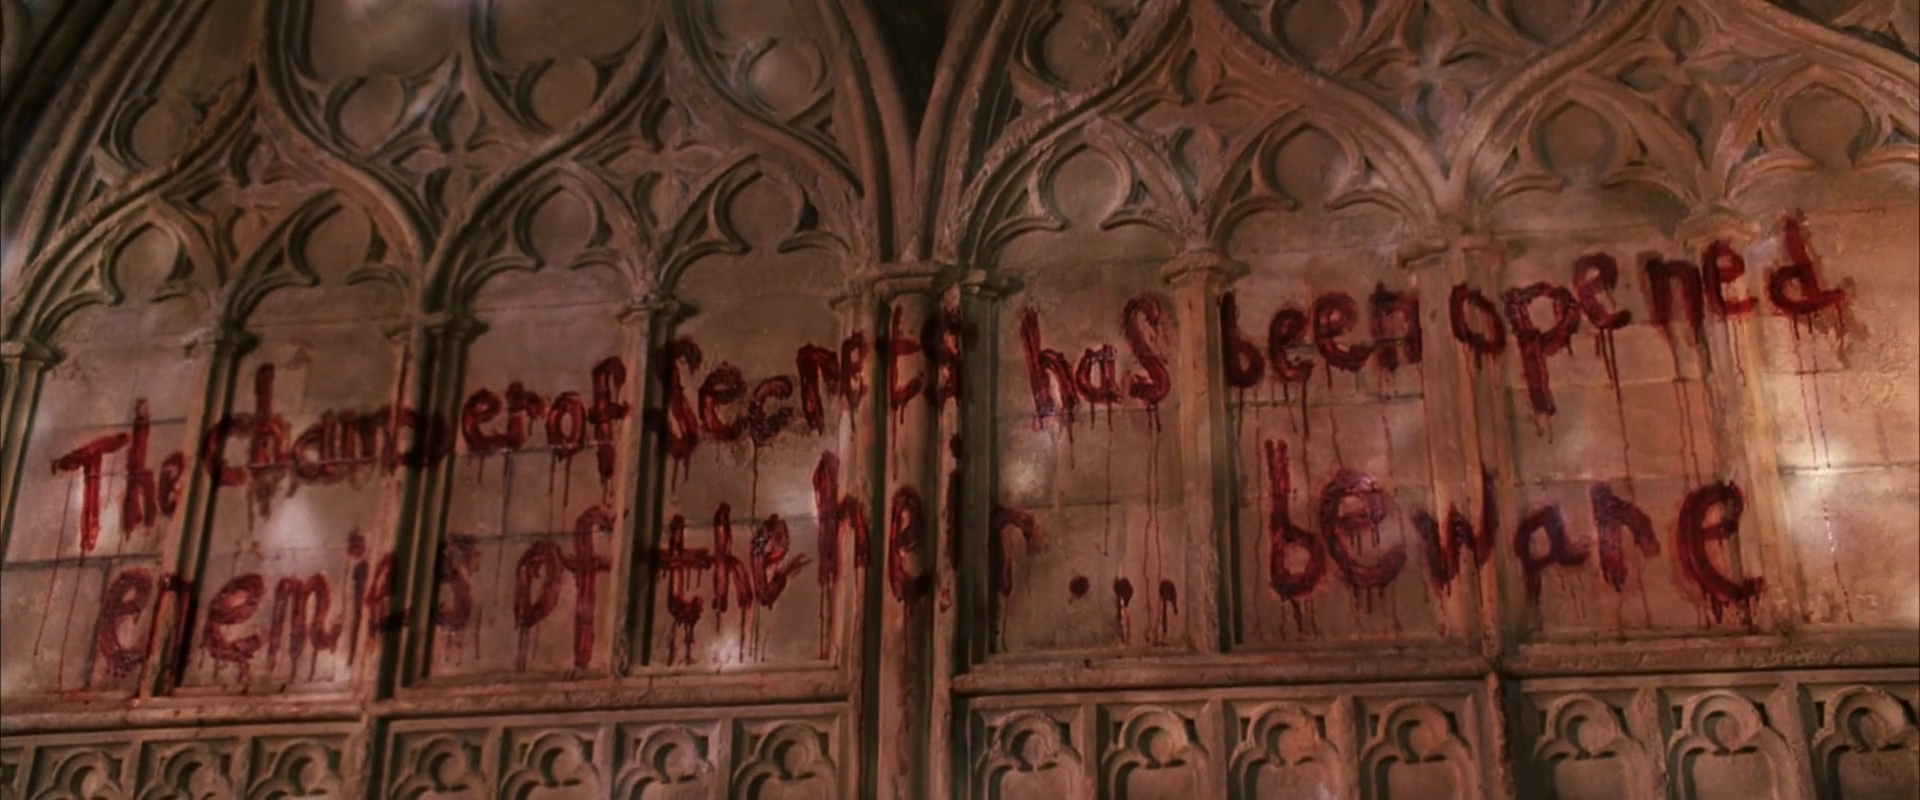 The chamber of Secrets has been opened
enemies of the heir ... beware